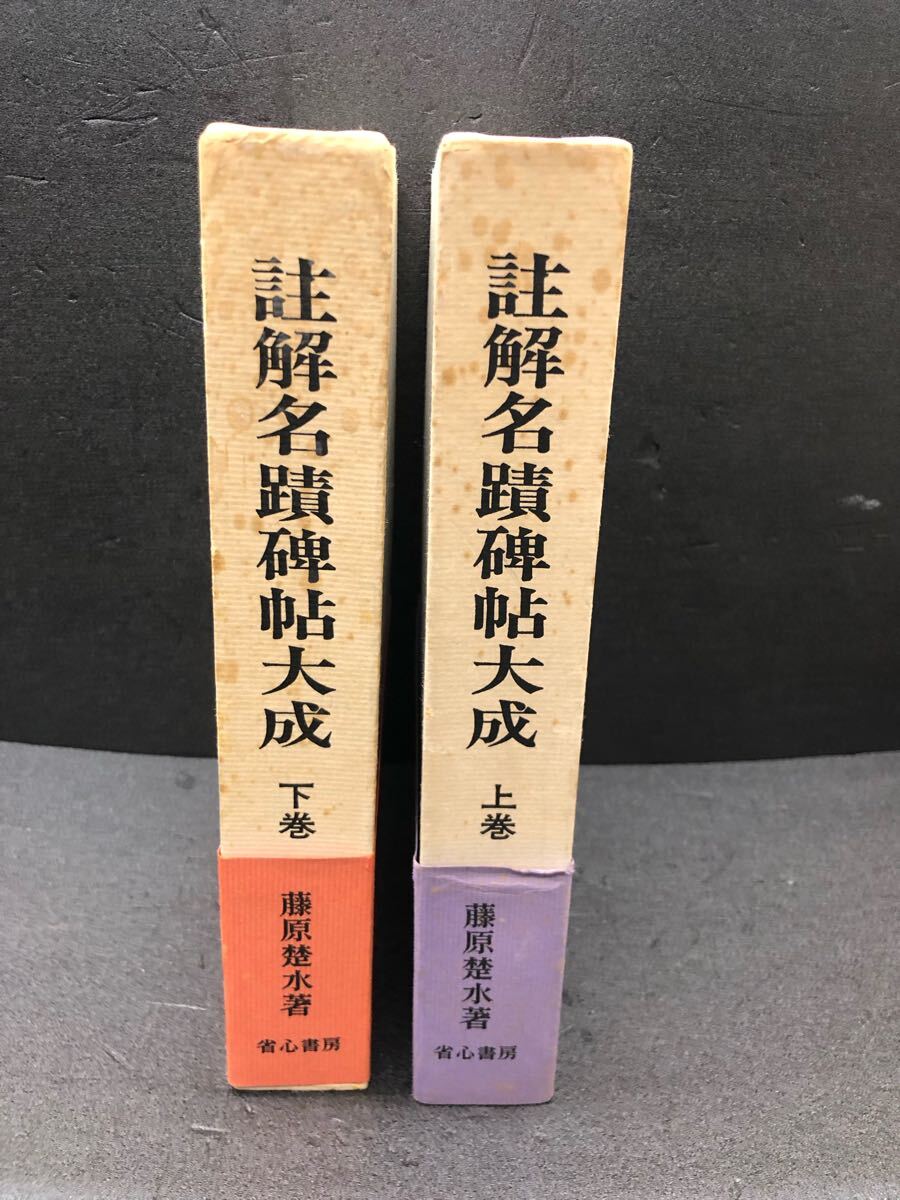 註解名蹟碑帖大成
下巻
藤原楚水著
省心書房
註解名蹟碑帖大成
上巻
藤原楚水著
省心書房